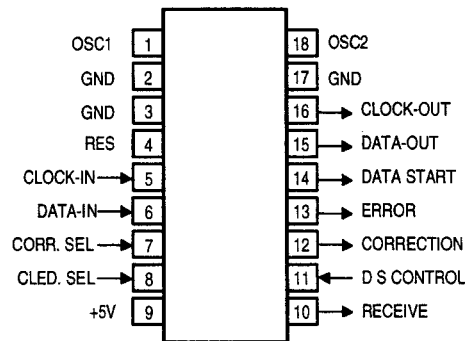 OSC1 1 18 OSC2
GND 2 17 GND
GND 3 16 CLOCK-OUT
RES 4 15 DATA-OUT
CLOCK-IN 5 14 DATA START
DATA-IN 6 13 ERROR
CORR. SEL 7 12 CORRECTION
CLED. SEL 8 11 D S CONTROL
+5V 9 10 RECEIVE